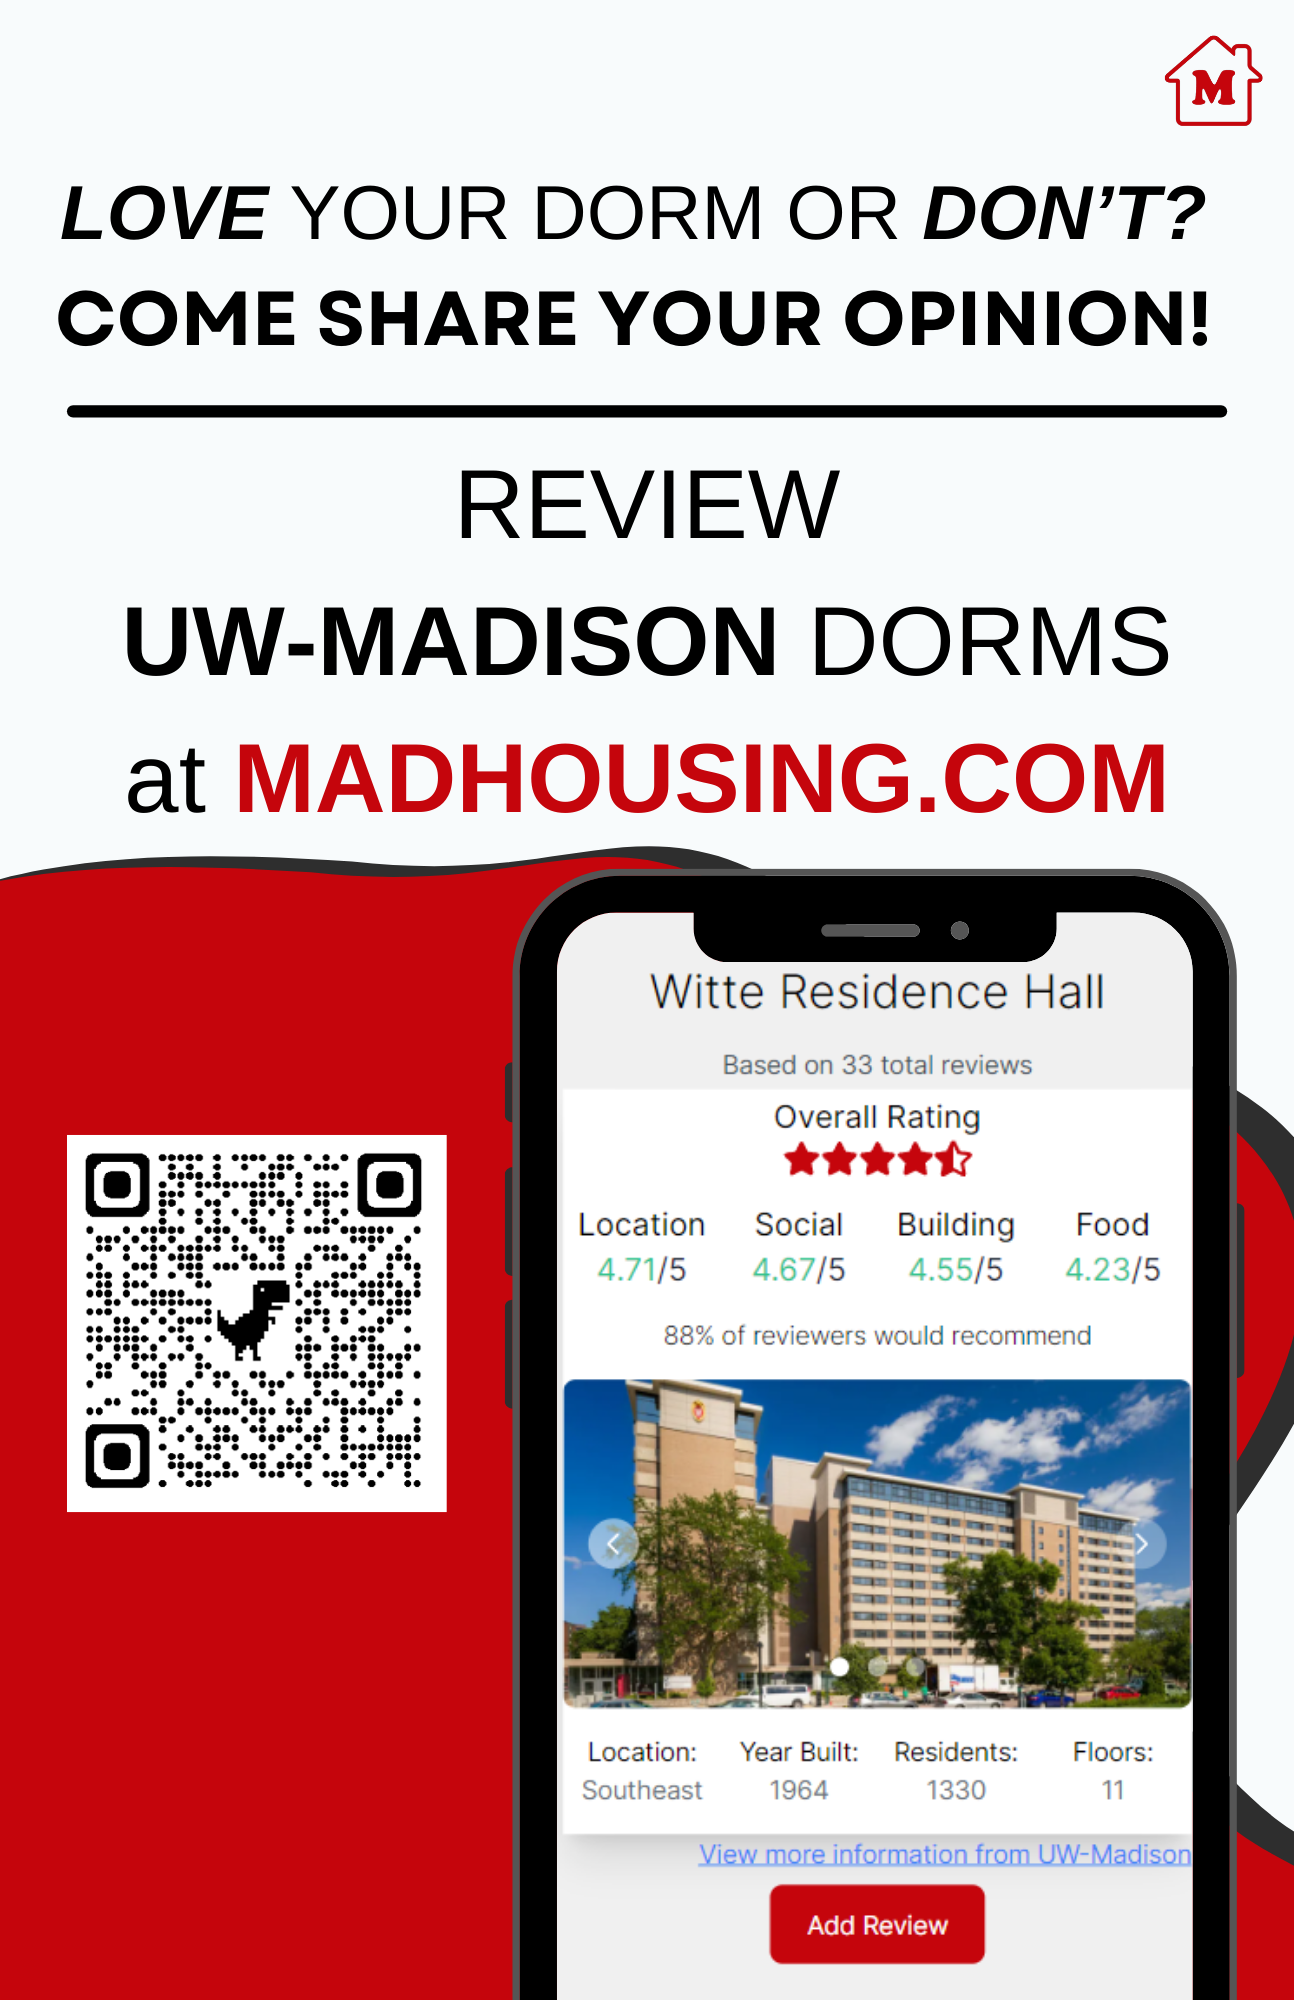 M
LOVE YOUR DORM OR DON’T?
COME SHARE YOUR OPINION!
REVIEW
UW-MADISON DORMS
at MADHOUSING.COM
Witte Residence Hall
Based on 33 total reviews
Overall Rating
Location Social Building Food
4.71/5 4.67/5 4.55/5 4.23/5
88% of reviewers would recommend
Location: Year Built: Residents: Floors:
Southeast 1964 1330 11
View more information from UW-Madison
Add Review